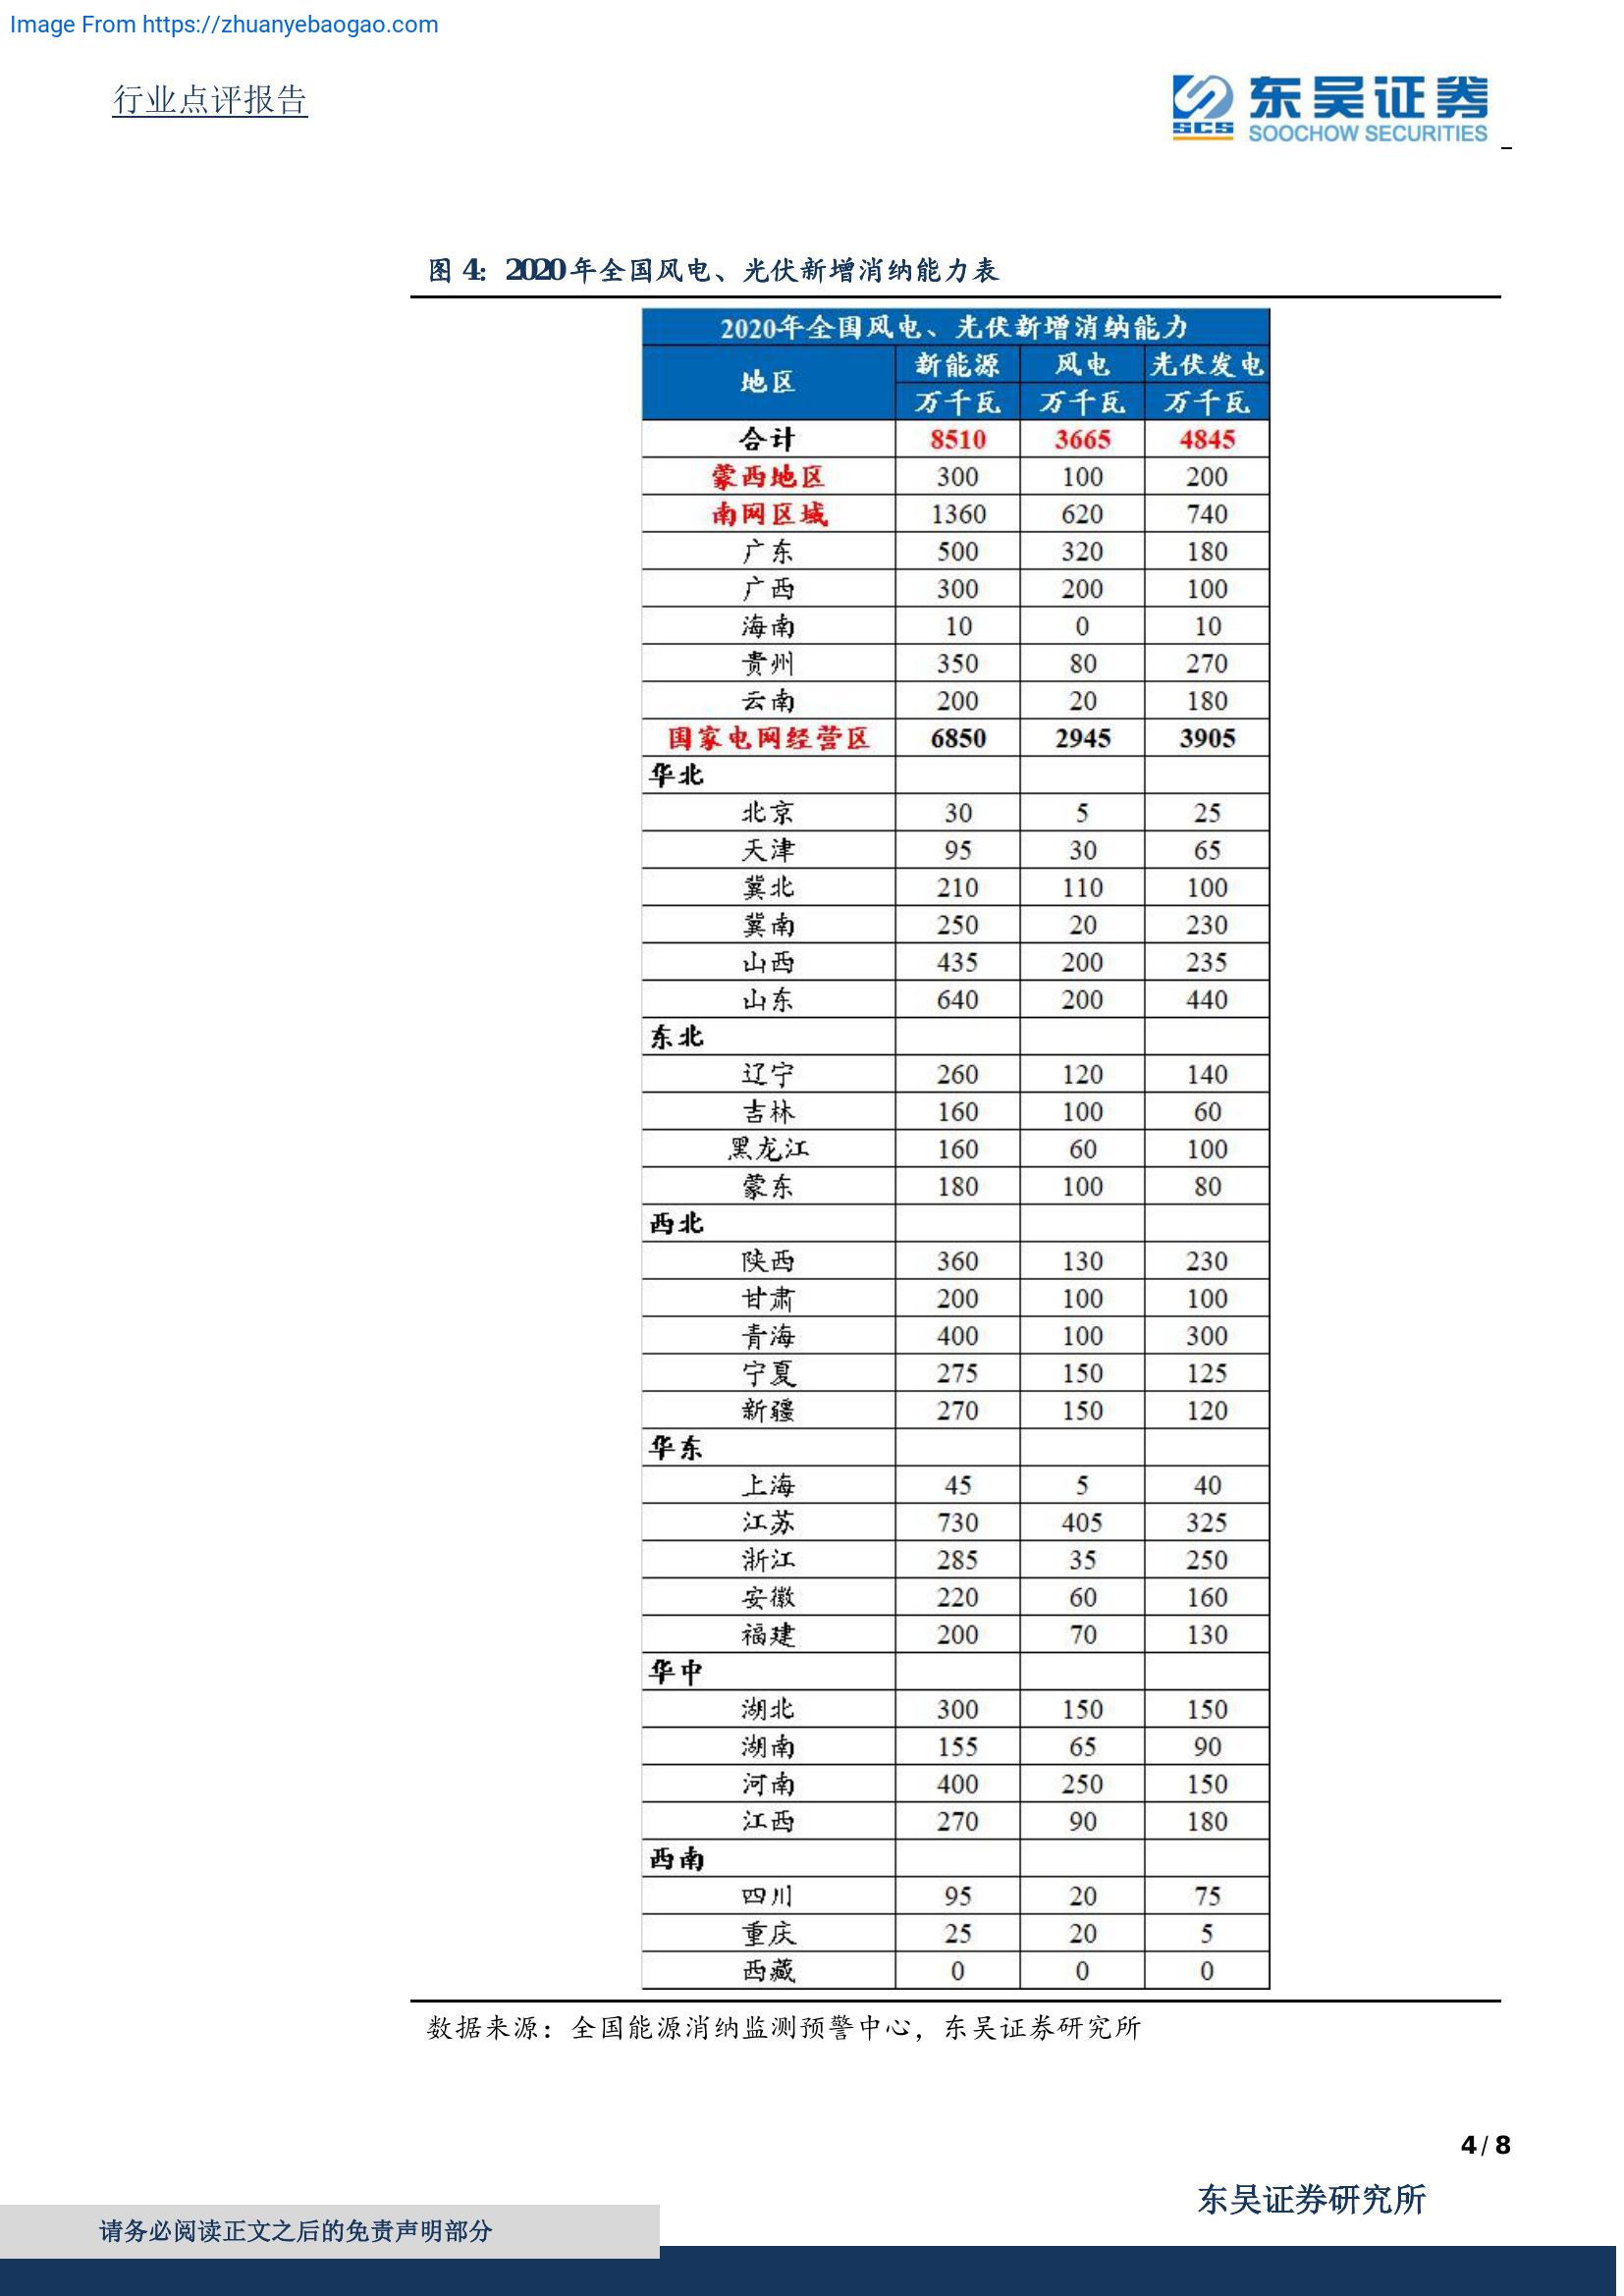 Image From https://zhuanyebaogao.com
行业点评报告
SCS 东吴证券
SOOCHOW SECURITIES
图 4: 2020年全国风电、光伏新增消纳能力表
2020年全国风电、光伏新增消纳能力
地区 新能源 风电 光伏发电
万千瓦 万千瓦 万千瓦
合计 8510 3665 4845
蒙西地区 300 100 200
南网区域 1360 620 740
广东 500 320 180
广西 300 200 100
海南 10 0 10
贵州 350 80 270
云南 200 20 180
国家电网经营区 6850 2945 3905
华北
北京 30 5 25
天津 95 30 65
冀北 210 110 100
冀南 250 20 230
山西 435 200 235
山东 640 200 440
东北
辽宁 260 120 140
吉林 160 100 60
黑龙江 160 60 100
蒙东 180 100 80
西北
陕西 360 130 230
甘肃 200 100 100
青海 400 100 300
宁夏 275 150 125
新疆 270 150 120
华东
上海 45 5 40
江苏 730 405 325
浙江 285 35 250
安徽 220 60 160
福建 200 70 130
华中
湖北 300 150 150
湖南 155 65 90
河南 400 250 150
江西 270 90 180
西南
四川 95 20 75
重庆 25 20 5
西藏 0 0 0
数据来源：全国能源消纳监测预警中心，东吴证券研究所
4 / 8
东吴证券研究所
请务必阅读正文之后的免责声明部分